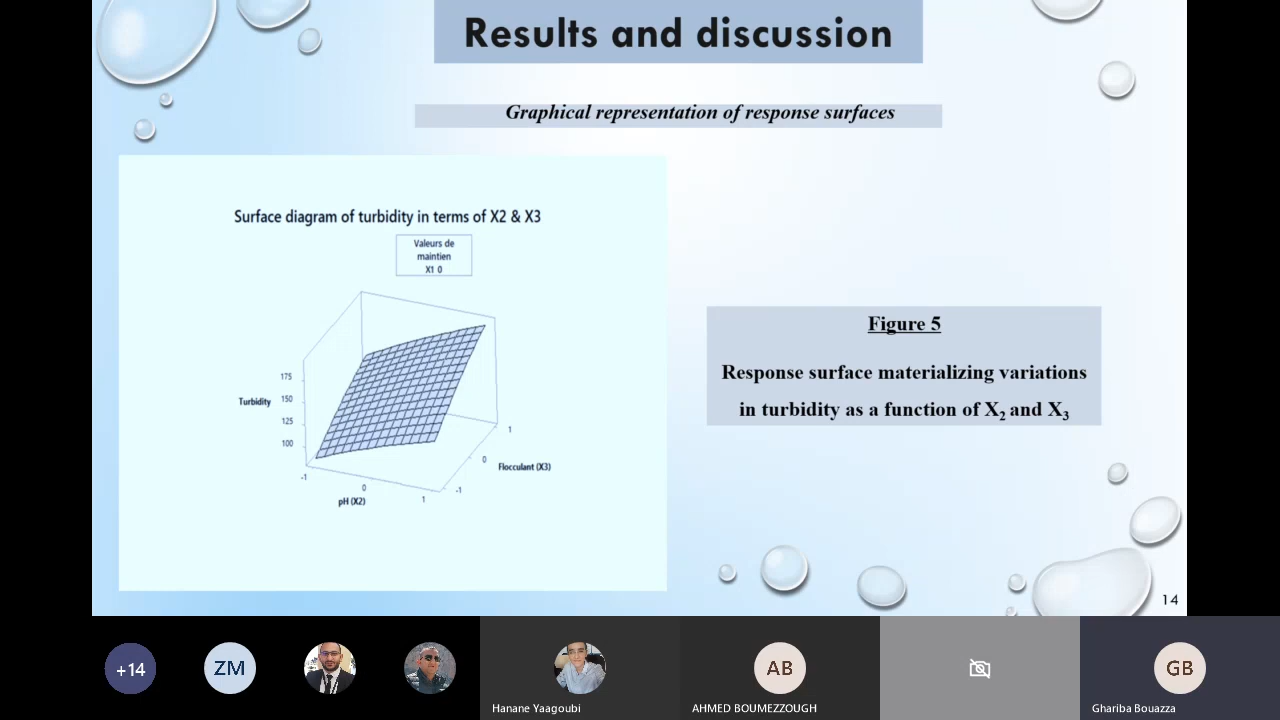 Results and discussion
Graphical representation of response surfaces
Surface diagram of turbidity in terms of X2 & X3
Valeurs de
maintien
X1 0
175
150
125
100
Turbidity
-1
0
1
pH (X2)
-1
0
1
Flocculant (X3)
Figure 5
Response surface materializing variations
in turbidity as a function of X2 and X3
14
+14
ZM
Hanane Yaagoubi
AB
AHMED BOUMEZZOUGH
GB
Ghariba Bouazza